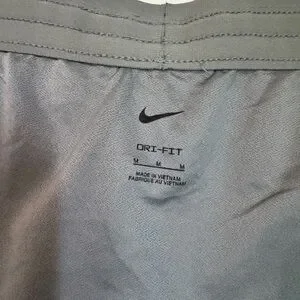 DRI-FIT
M M M
MADE IN VIETNAM
FABRIQUÉ AU VIETNAM